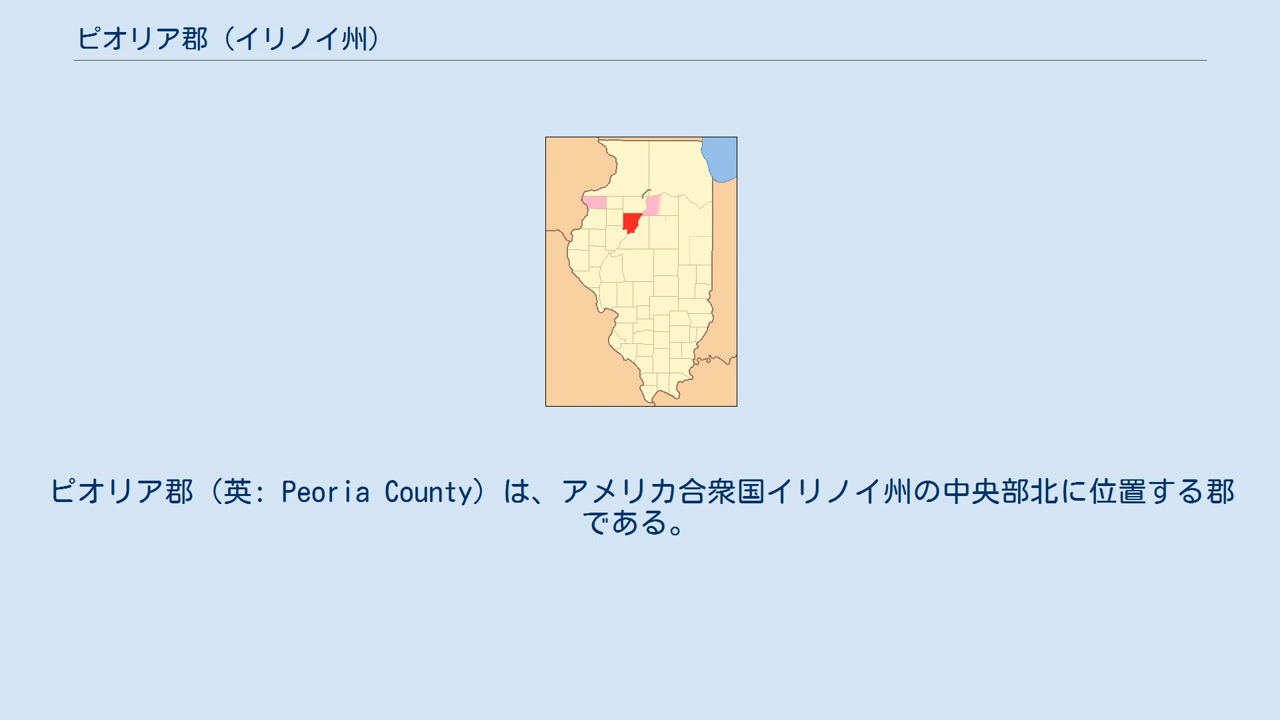 ピオリア郡（イリノイ州）
ピオリア郡（英: Peoria County）は、アメリカ合衆国イリノイ州の中央部北に位置する郡
である。